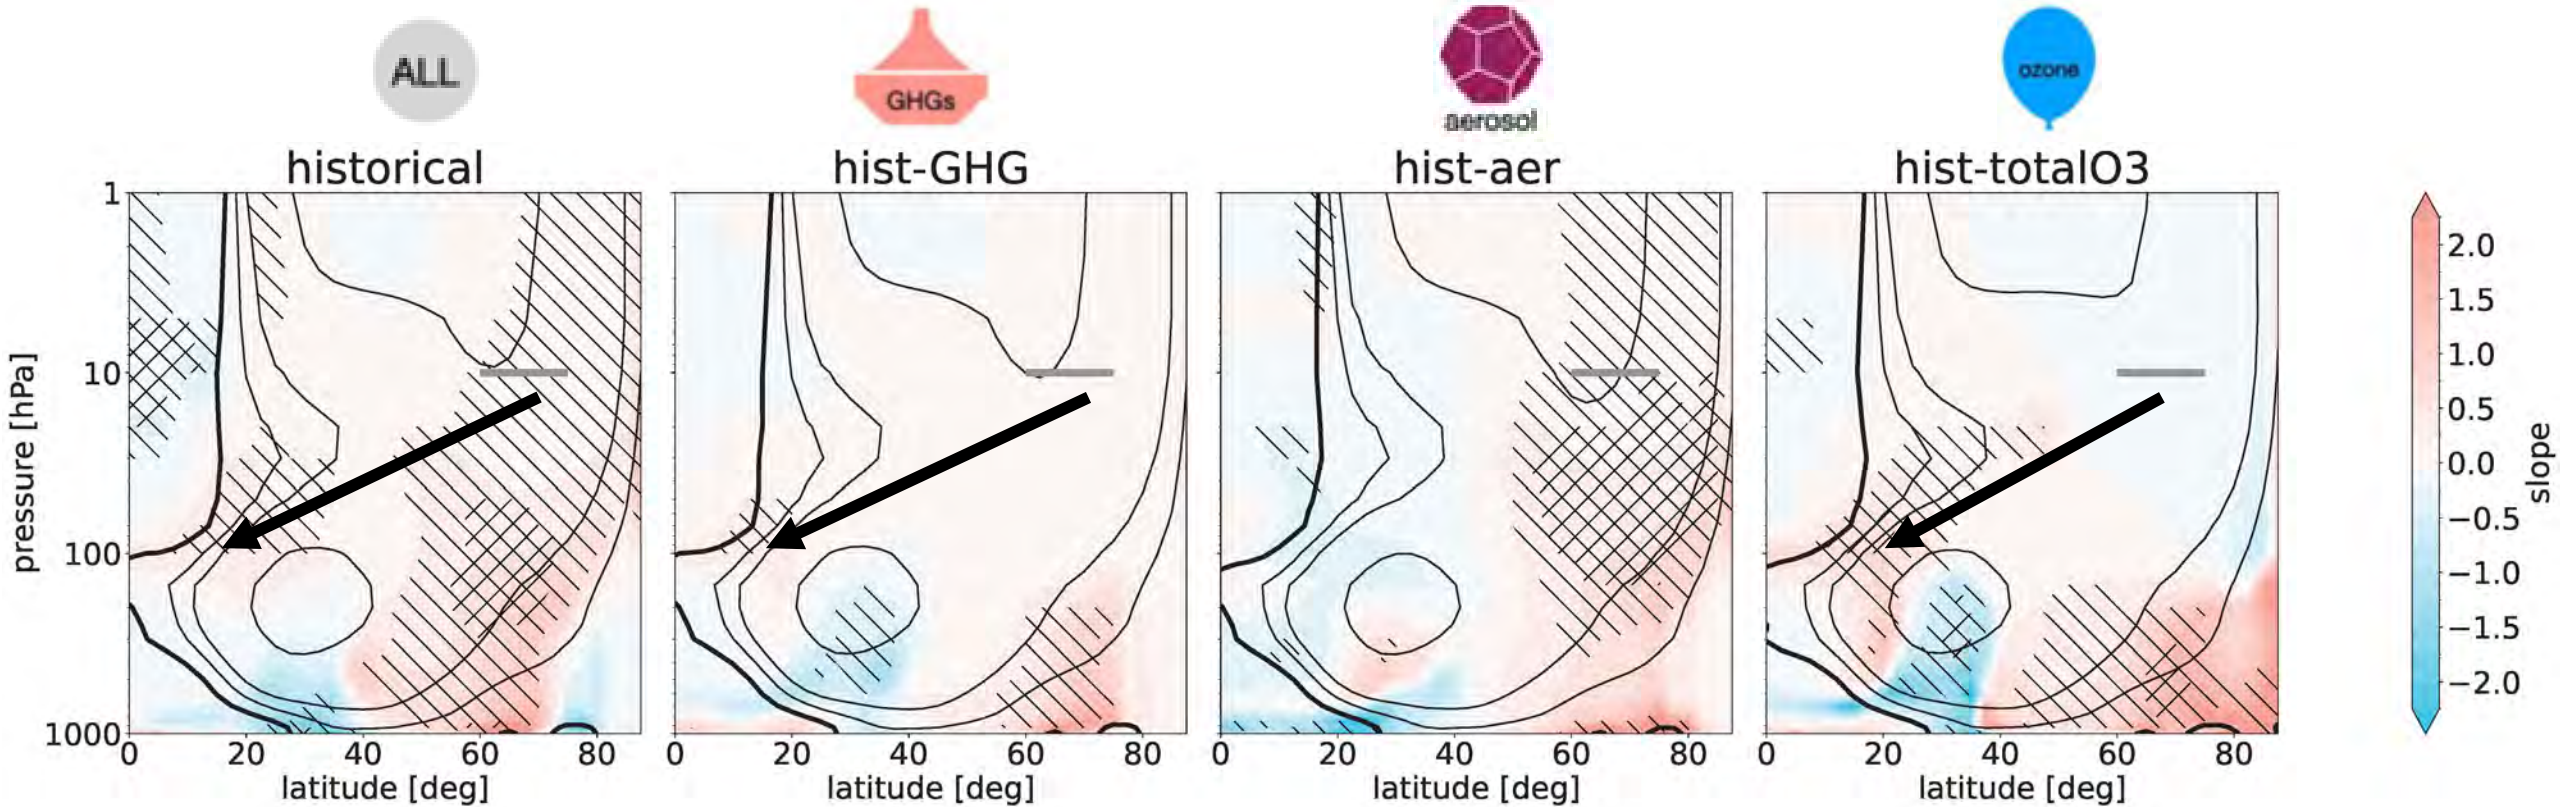 ALL
GHGs
aerosol
ozone
historical
hist-GHG
hist-aer
hist-totalO3
pressure [hPa]
1
10
100
1000
0 20 40 60 80
0 20 40 60 80
0 20 40 60 80
0 20 40 60 80
latitude [deg]
latitude [deg]
latitude [deg]
latitude [deg]
2.0
1.5
1.0
0.5
0.0
−0.5
−1.0
−1.5
−2.0
slope